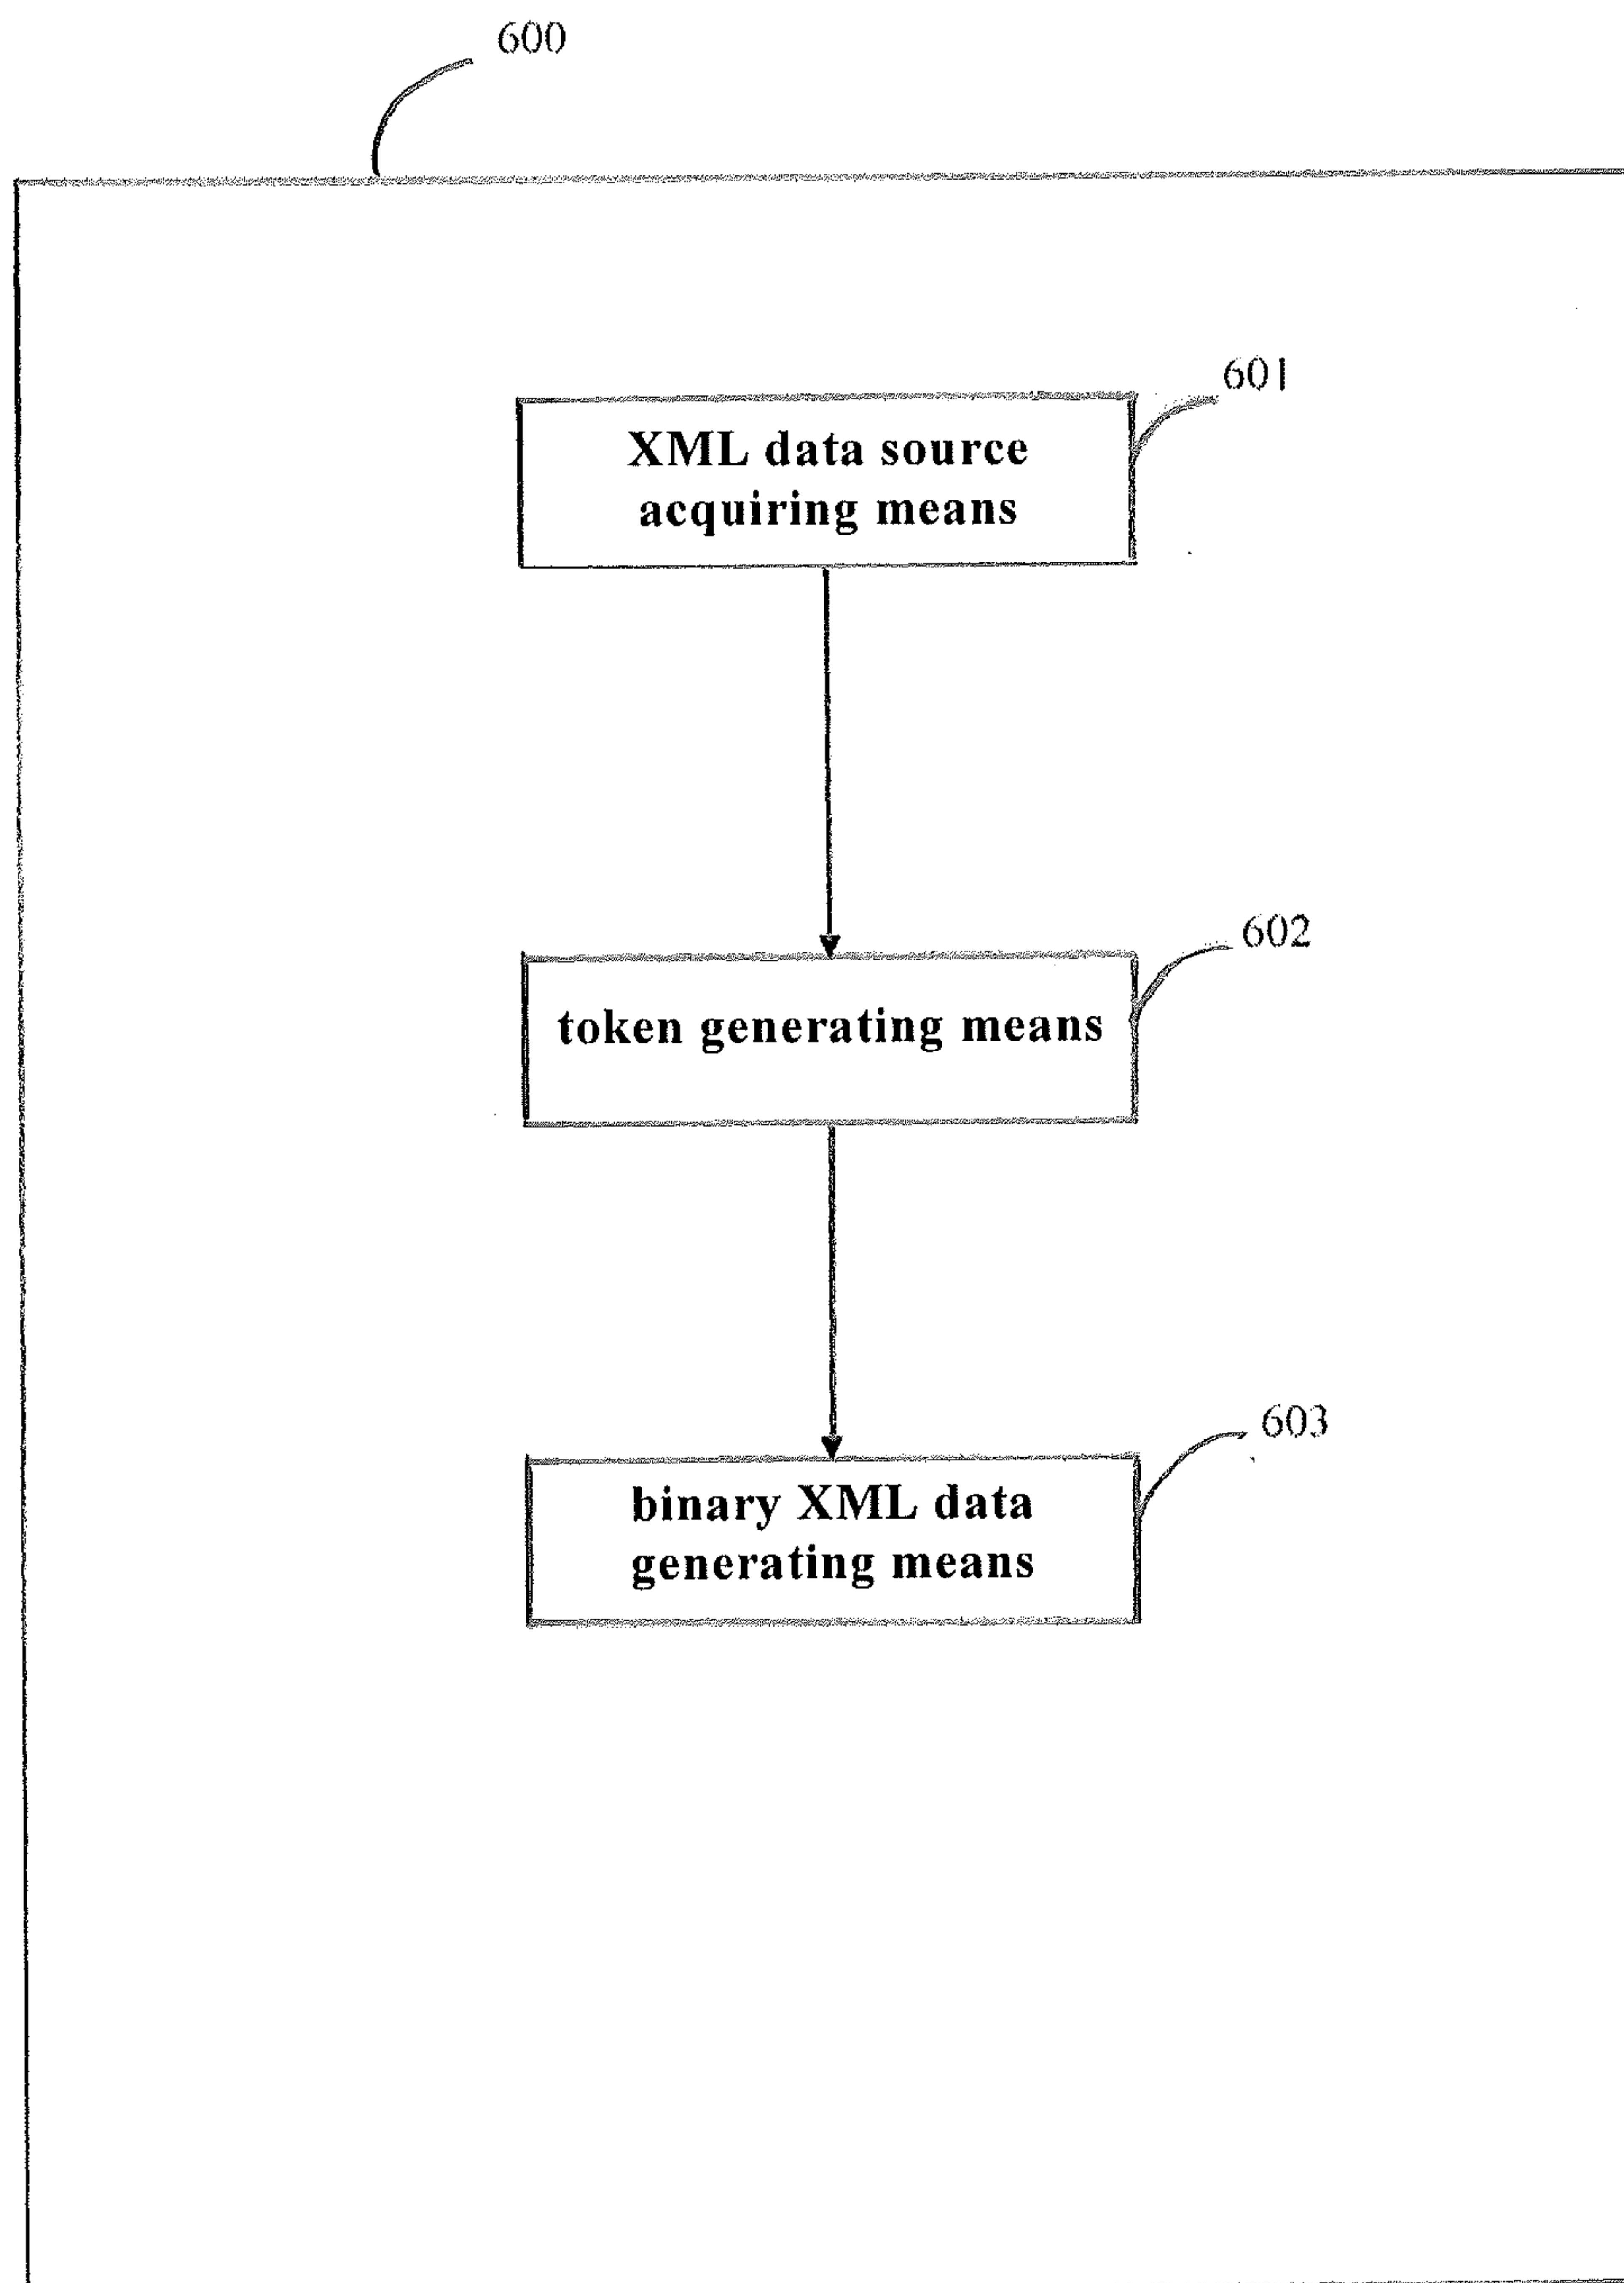 600
601
XML data source
acquiring means
602
token generating means
603
binary XML data
generating means